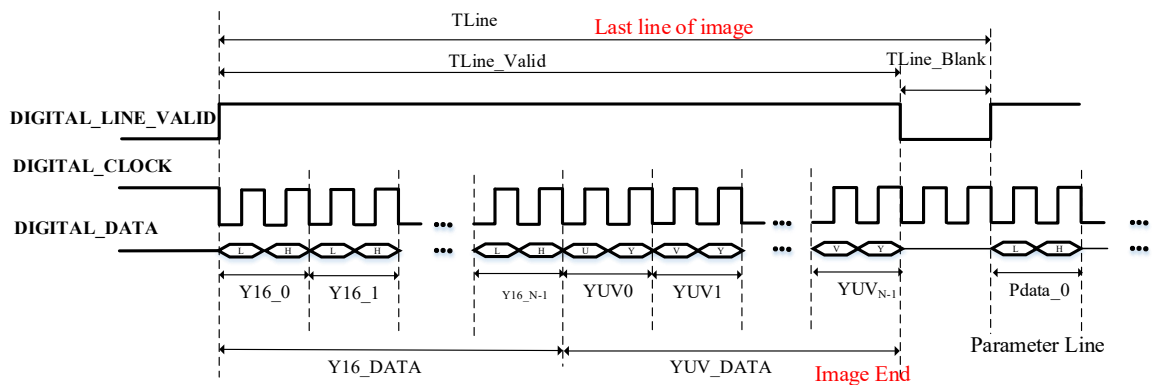 TLine
Last line of image
TLine_Valid
TLine_Blank
DIGITAL_LINE_VALID
DIGITAL_CLOCK
DIGITAL_DATA
L H L H ••• L H U Y V Y ••• V Y L H •••
Y16_0 Y16_1 Y16_N-1 YUV0 YUV1 YUVN-1 Pdata_0
Parameter Line
Y16_DATA YUV_DATA
Image End